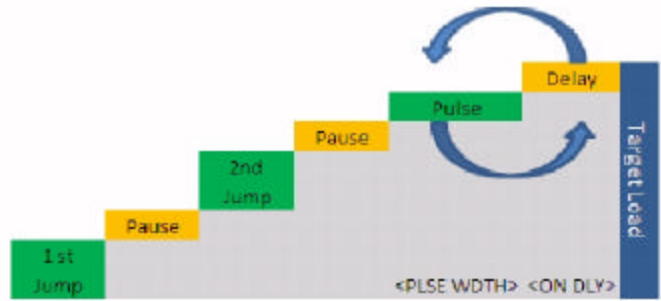 Delay
Pulse
Pause
2nd
Jump
Pause
1st
Jump
Target Load
<PLSE WDTH> <ON DLY>